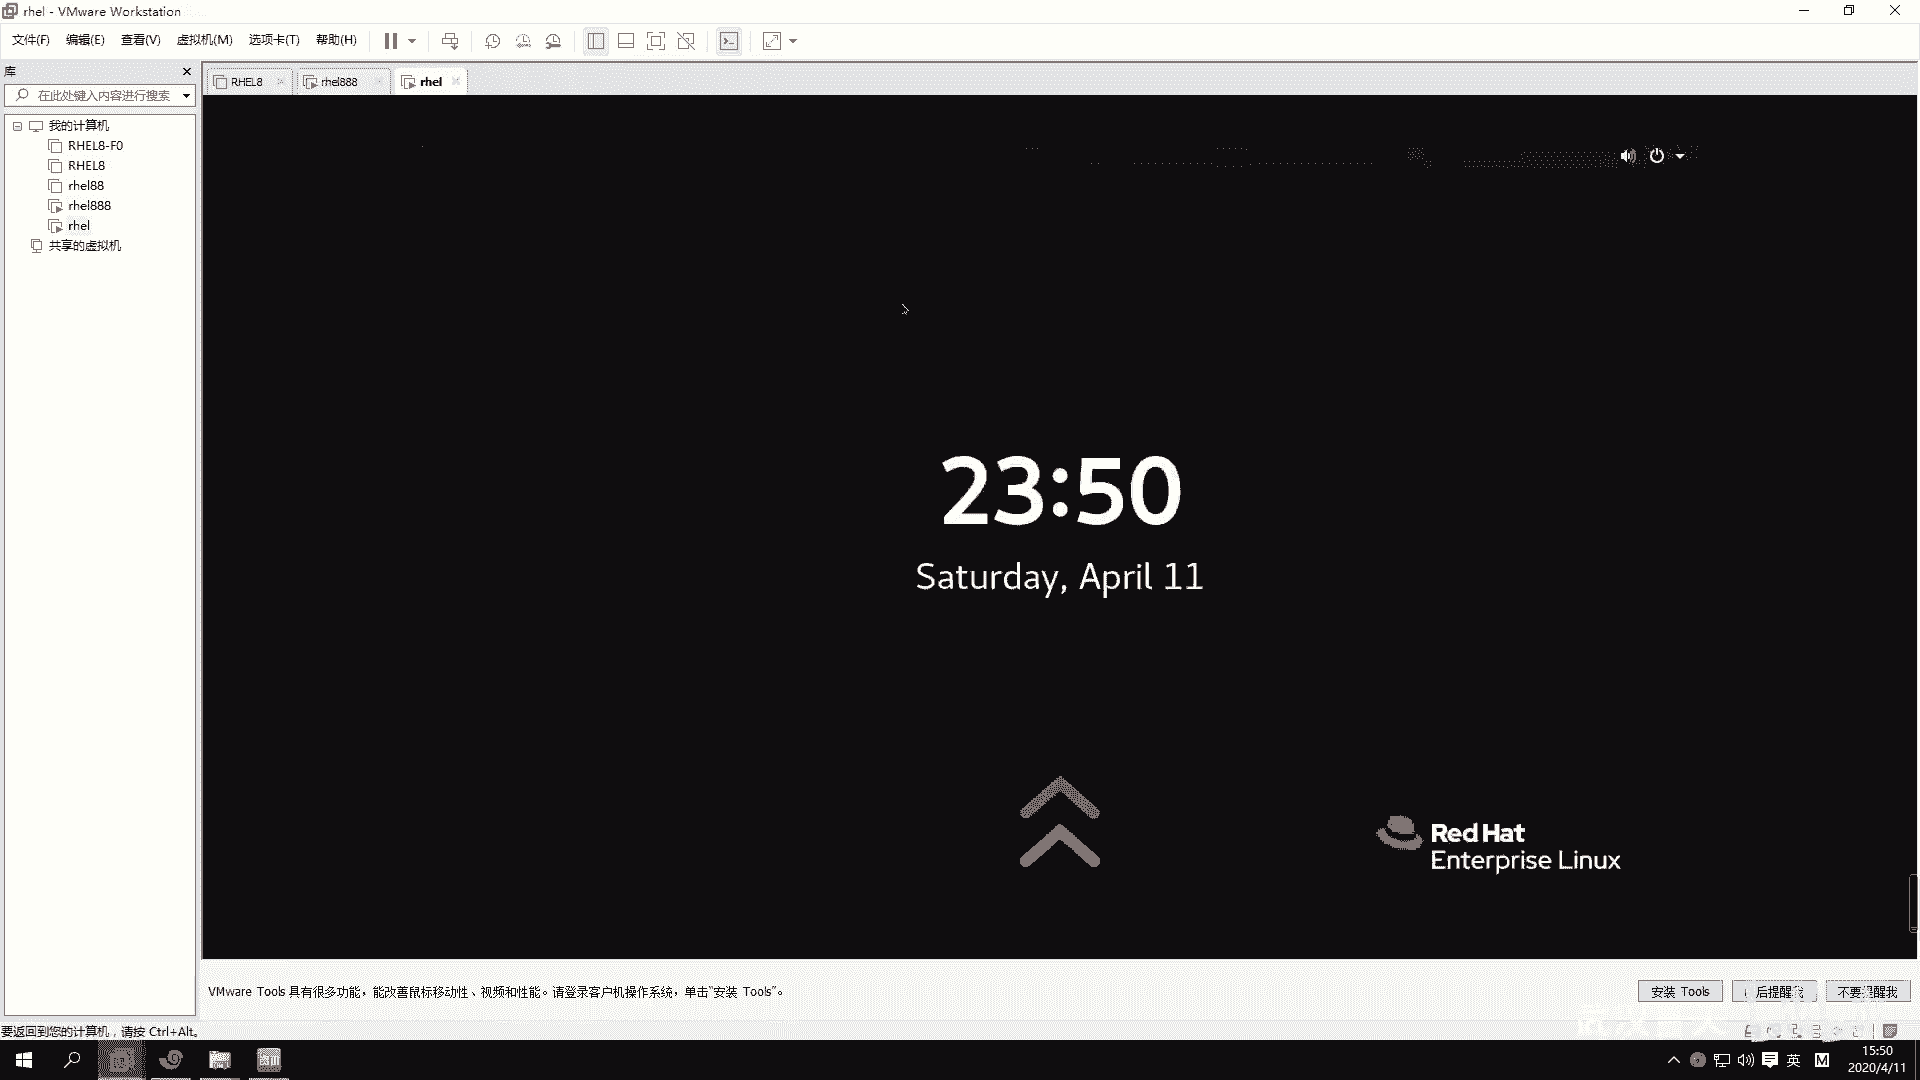 rhel - VMware Workstation
文件(F) 编辑(E) 查看(V) 虚拟机(M) 选项卡(T) 帮助(H)
库
在此处键入内容进行搜索
RHEL8 rhel888 rhel
我的计算机
RHEL8-F0
RHEL8
rhel88
rhel888
rhel
共享的虚拟机
23:50
Saturday, April 11
Red Hat
Enterprise Linux
VMware Tools 具有很多功能，能改善鼠标移动性、视频和性能。请登录客户机操作系统，单击“安装 Tools”。
安装 Tools 后提醒我 不要提醒我
要返回到您的计算机，请按 Ctrl+Alt。
英 M
15:50
2020/4/11